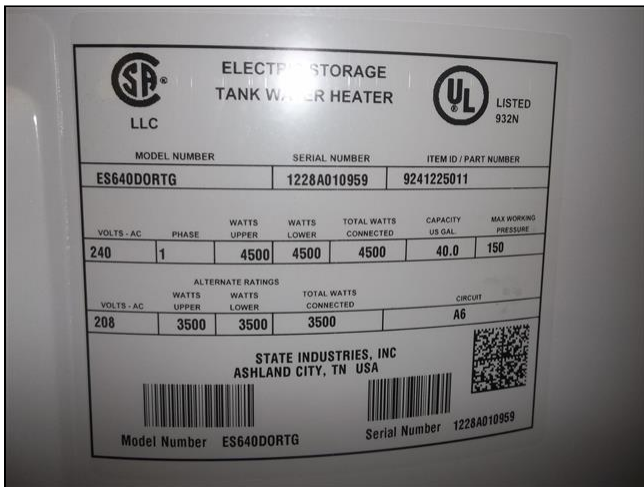 SA
LLC
ELECTRIC STORAGE
TANK WATER HEATER
UL
LISTED
932N
MODEL NUMBER SERIAL NUMBER ITEM ID / PART NUMBER
ES640DORTG 1228A010959 9241225011
VOLTS - AC PHASE WATTS UPPER WATTS LOWER TOTAL WATTS CONNECTED CAPACITY US GAL. MAX WORKING PRESSURE
240 1 4500 4500 4500 40.0 150
ALTERNATE RATINGS
VOLTS - AC WATTS UPPER WATTS LOWER TOTAL WATTS CONNECTED CIRCUIT
208 3500 3500 3500 A6
STATE INDUSTRIES, INC
ASHLAND CITY, TN USA
Model Number ES640DORTG Serial Number 1228A010959